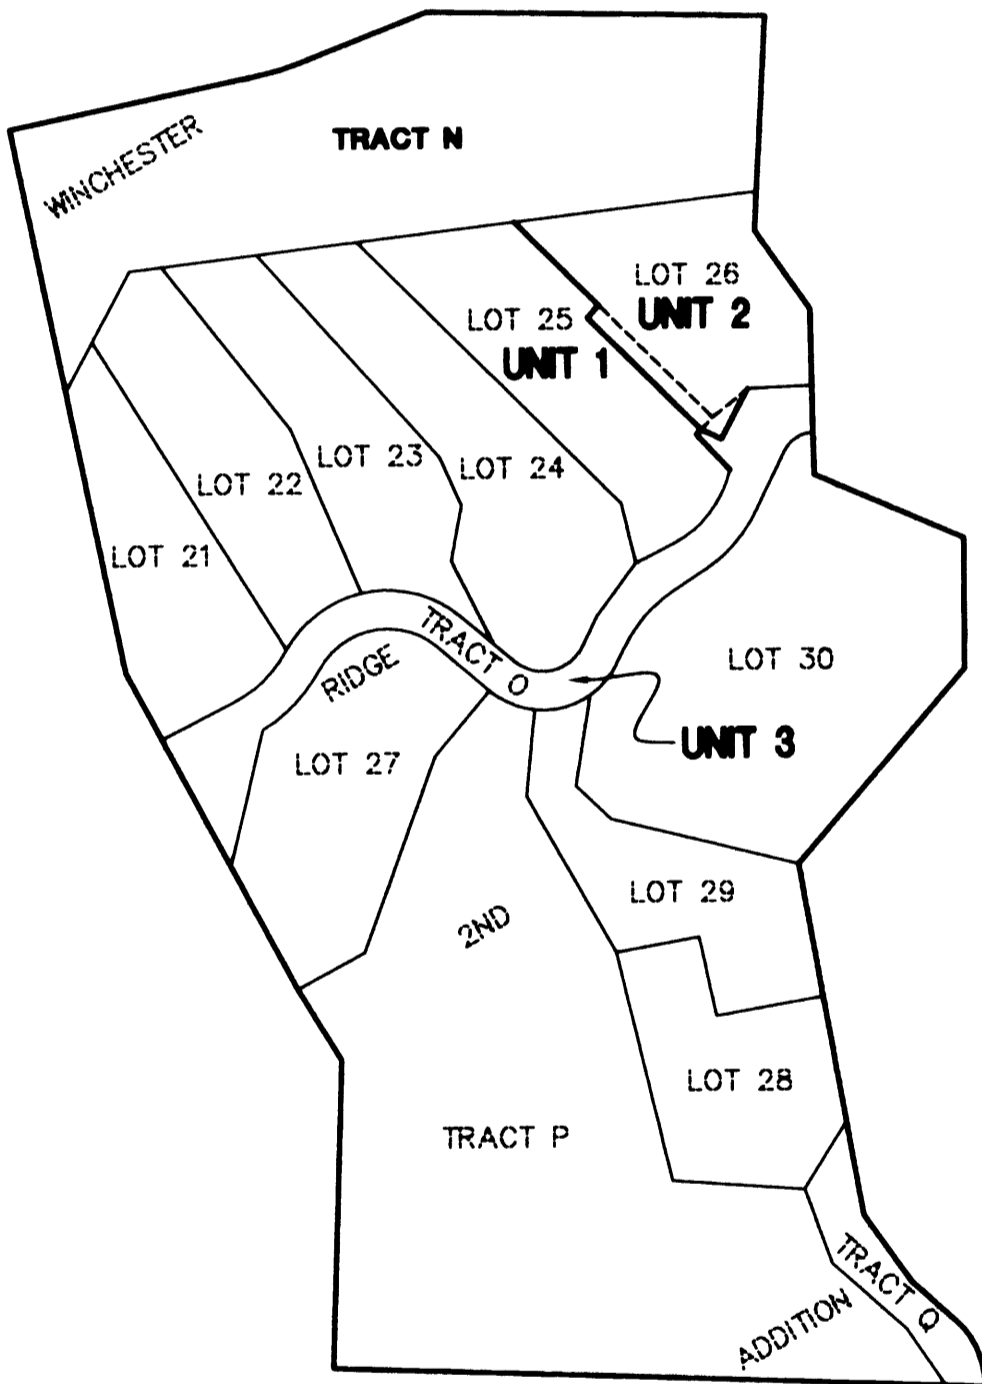 TRACT N
WINCHESTER
LOT 26
UNIT 2
LOT 25
UNIT 1
LOT 23
LOT 24
LOT 22
LOT 21
TRACT O
RIDGE
LOT 30
UNIT 3
LOT 27
LOT 29
2ND
LOT 28
TRACT P
TRACT Q
ADDITION